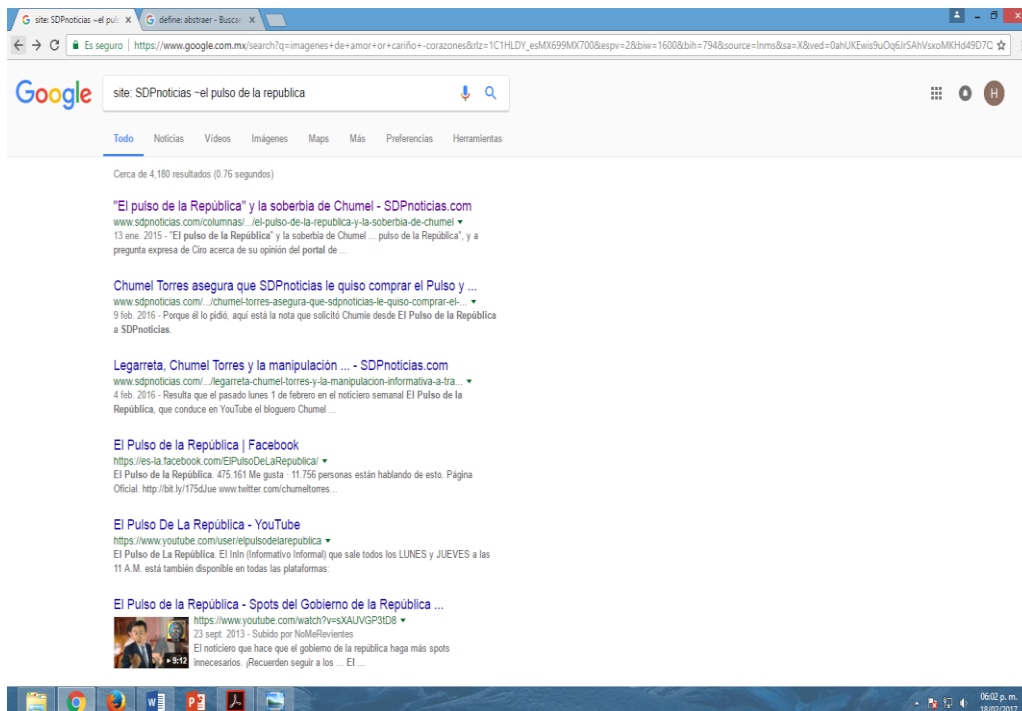 site: SDPnoticias ~el pul:
define: abstraer - Buscar
Es seguro | https://www.google.com.mx/search?q=imagenes+de+amor+or+cariño+-corazones&rlz=1C1HLDY_esMX699MX700&espv=2&biw=1600&bih=794&source=lnms&sa=X&ved=
Google
site: SDPnoticias ~el pulso de la republica
H
Todo Noticias Vídeos Imágenes Maps Más Preferencias Herramientas
Cerca de 4,180 resultados (0.76 segundos)
"El pulso de la República" y la soberbia de Chumel - SDPnoticias.com
www.sdpnoticias.com/columnas/.../el-pulso-de-la-republica-y-la-soberbia-de-chumel
13 ene. 2015 - "El pulso de la República" y la soberbia de Chumel ... pulso de la República", y a
pregunta expresa de Ciro acerca de su opinión del portal de ...
Chumel Torres asegura que SDPnoticias le quiso comprar el Pulso y ...
www.sdpnoticias.com/.../chumel-torres-asegura-que-sdpnoticias-le-quiso-comprar-el-...
9 feb. 2016 - Porque él lo pidió, aquí está la nota que solicitó Chumie desde El Pulso de la República
a SDPnoticias.
Legarreta, Chumel Torres y la manipulación ... - SDPnoticias.com
www.sdpnoticias.com/.../legarreta-chumel-torres-y-la-manipulacion-informativa-a-tra...
4 feb. 2016 - Resulta que el pasado lunes 1 de febrero en el noticiero semanal El Pulso de la
República, que conduce en YouTube el bloguero Chumel ...
El Pulso de la República | Facebook
https://es-la.facebook.com/ElPulsoDeLaRepublica/
El Pulso de la República. 475.161 Me gusta · 11.756 personas están hablando de esto. Página
Oficial. http://bit.ly/175dJue www.twitter.com/chumeltorres...
El Pulso De La República - YouTube
https://www.youtube.com/user/elpulsodelarepublica
El Pulso de La República. El InIn (Informativo Informal) que sale todos los LUNES y JUEVES a las
11 A.M. está también disponible en todas las plataformas:
El Pulso de la República - Spots del Gobierno de la República ...
https://www.youtube.com/watch?v=sXAUVGP3tD8
23 sept. 2013 - Subido por NoMeRevientes
El noticiero que hace que el gobierno de la república haga más spots
9:12 innecesarios. ¡Recuerden seguir a los ... El ...
06:02 p. m.
18/02/2017